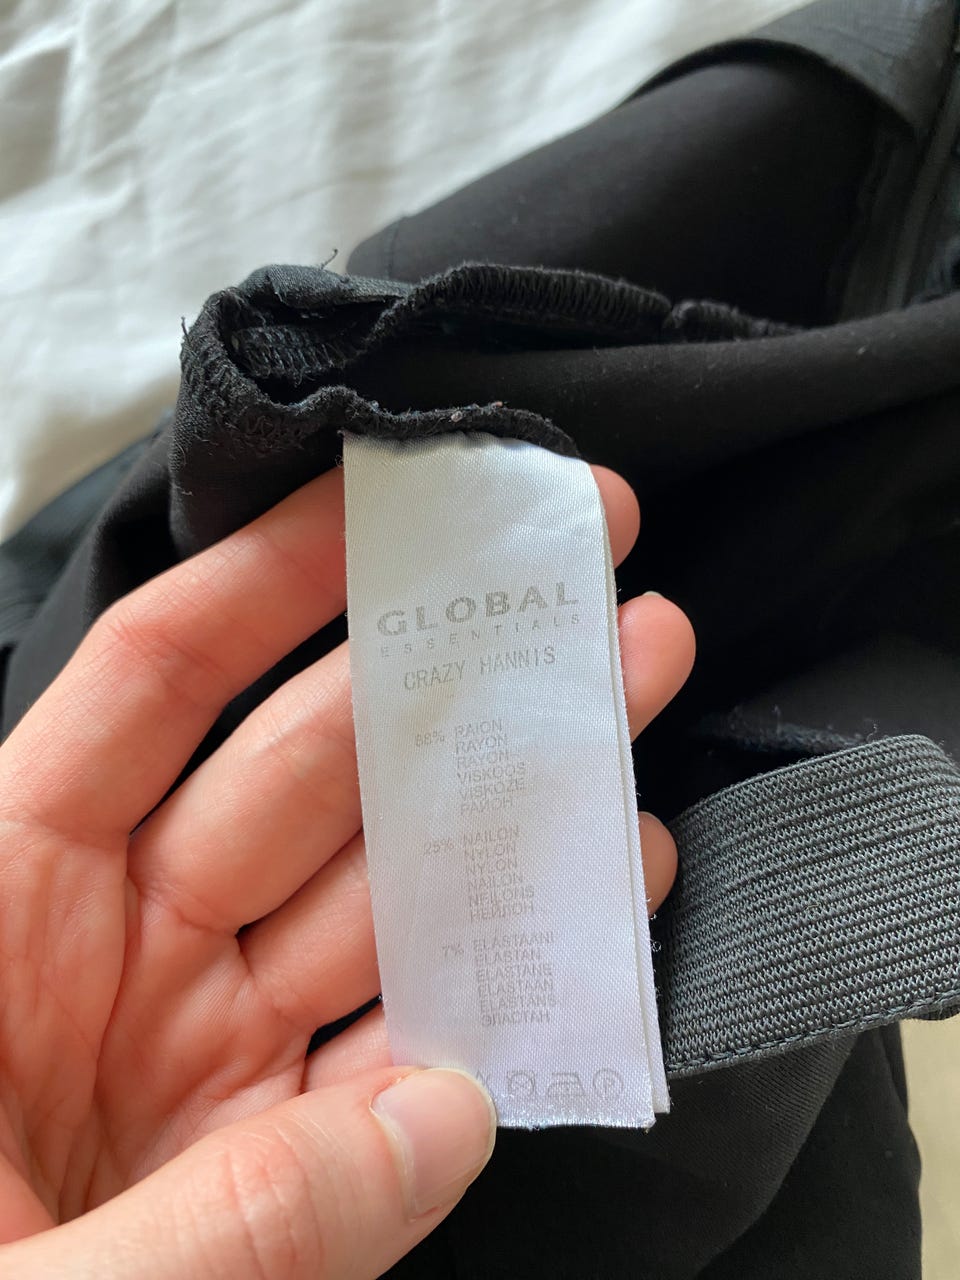 GLOBAL
ESSENTIALS
CRAZY HANNIS
68% RAION
RAYON
RAYON
VISKOOS
VISKOZE
РАЙОН
25% NAILON
NYLON
NYLON
NAILON
NEILONS
НЕЙЛОН
7% ELASTAANI
ELASTAN
ELASTANE
ELASTAAN
ELASTANS
ЭЛАСТАН
P